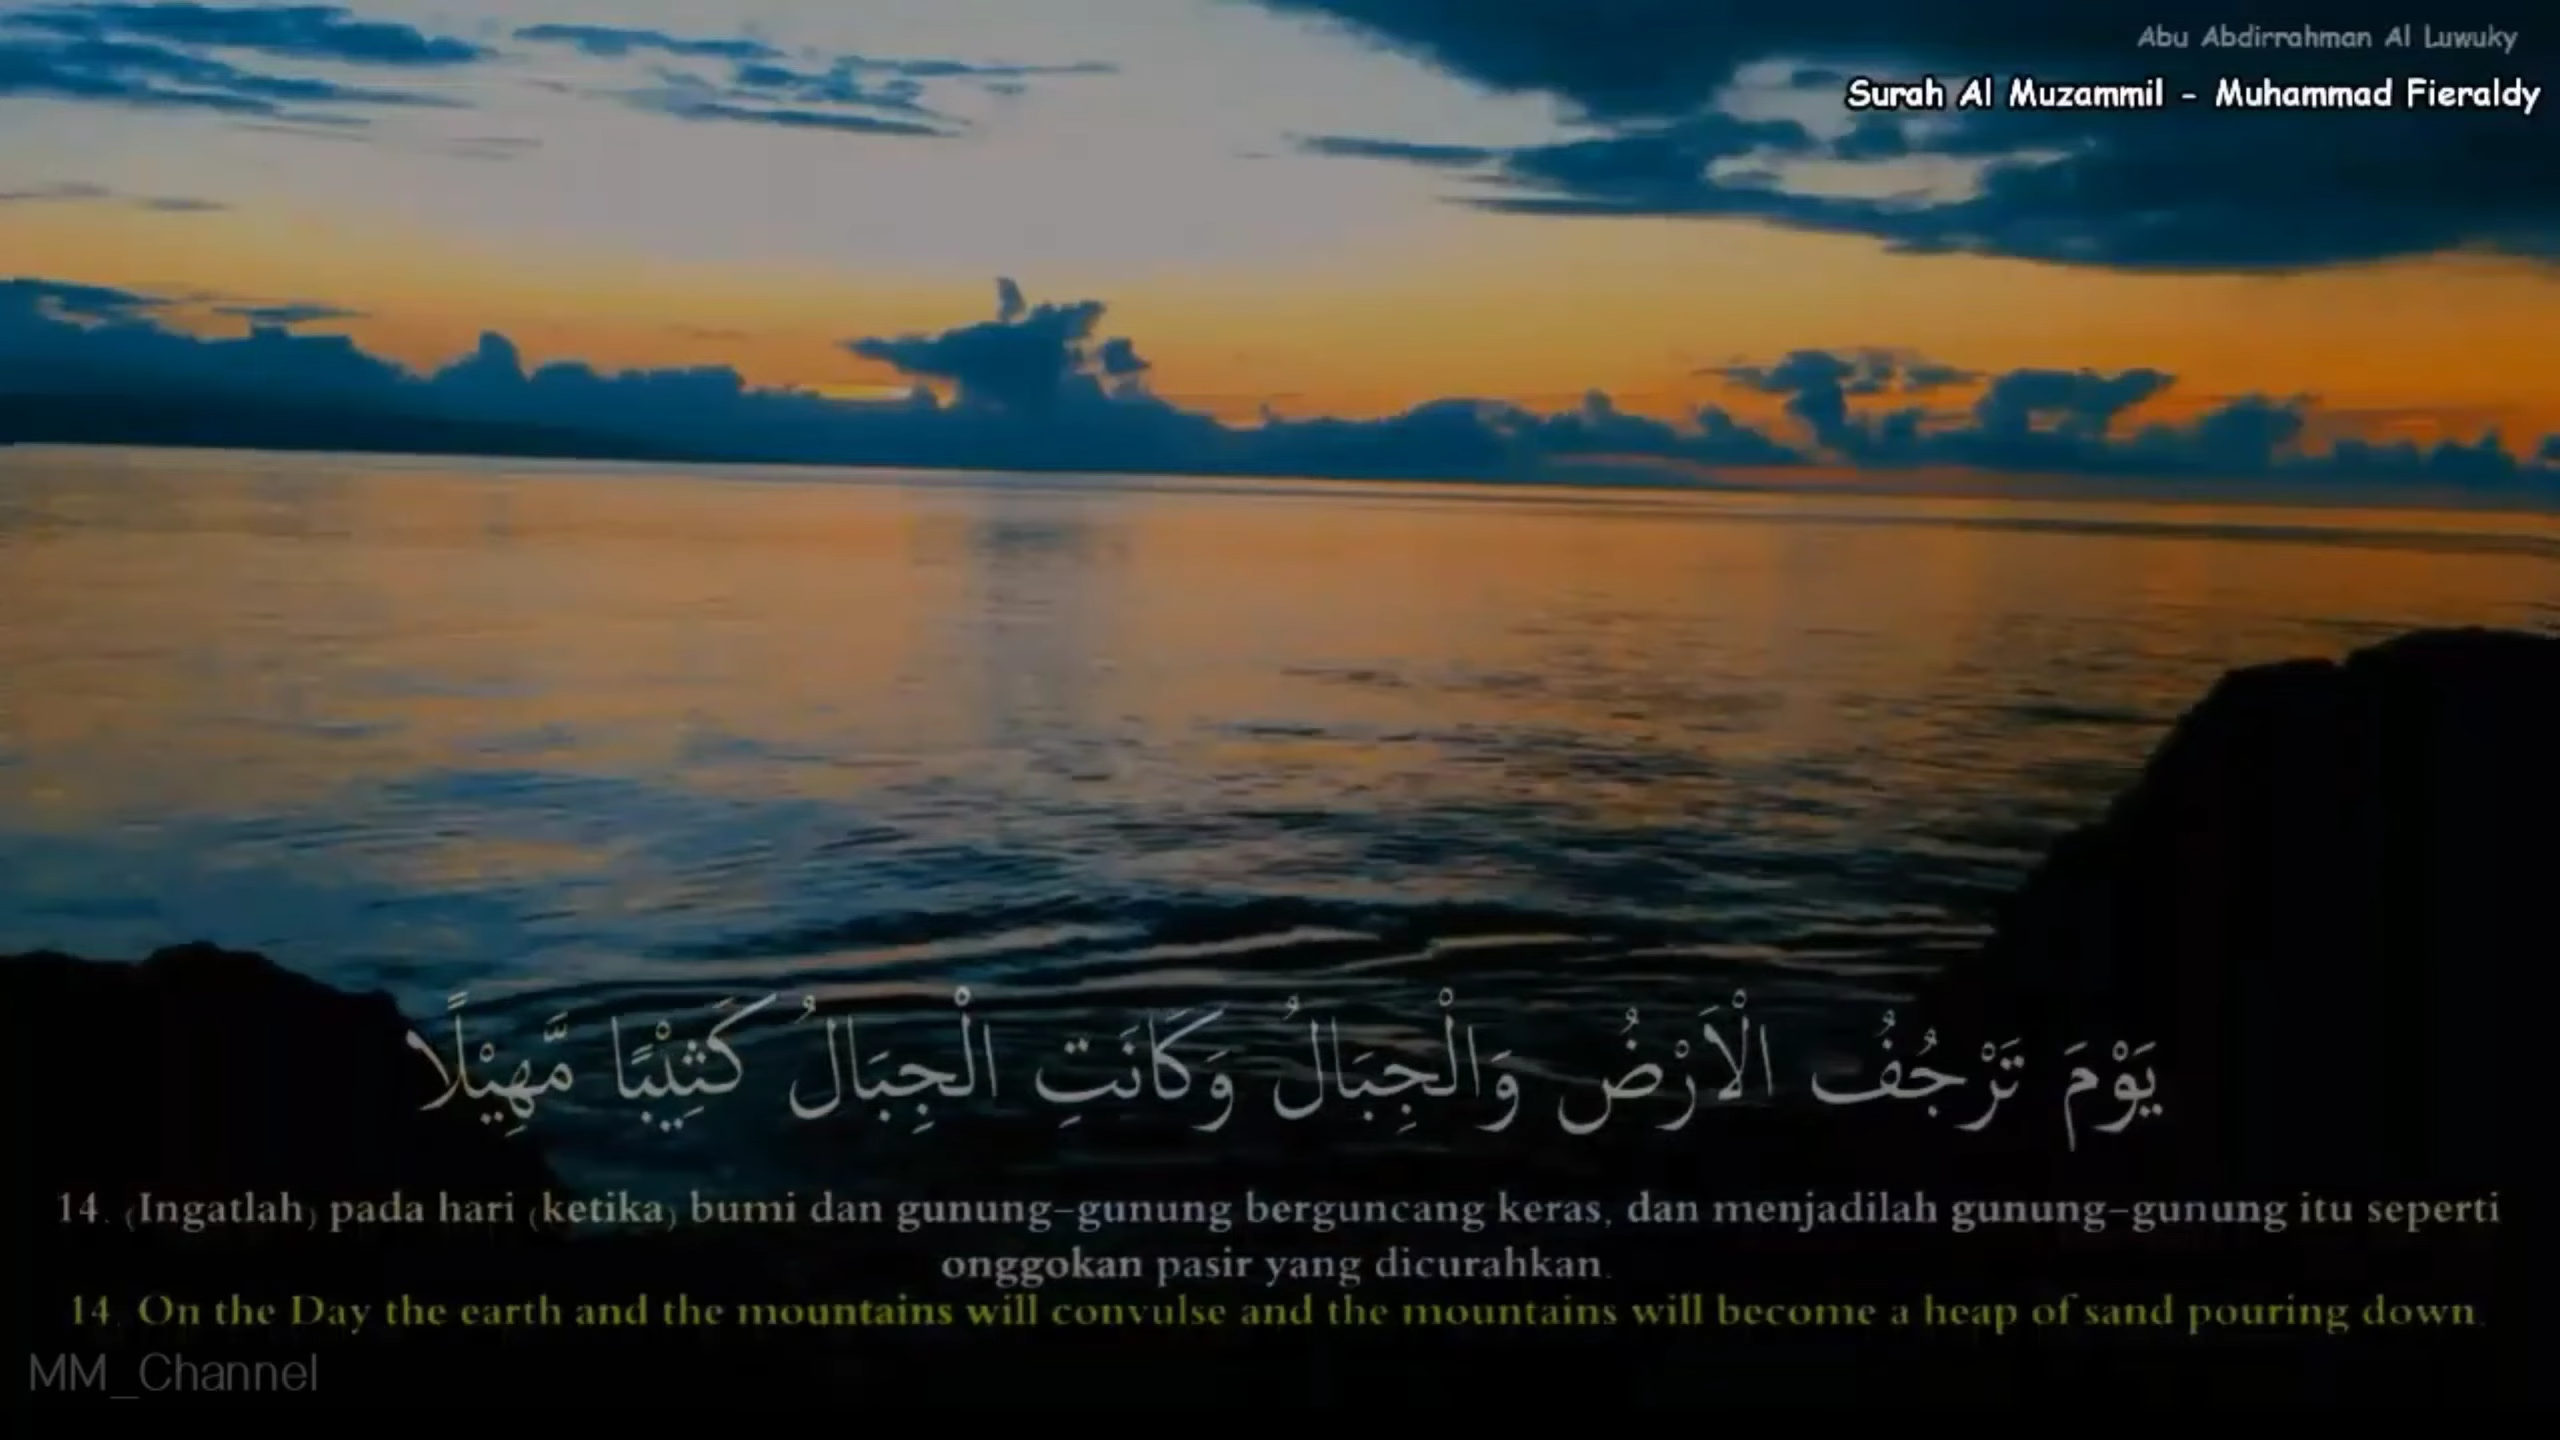 Abu Abdirrahman Al Luwuky
Surah Al Muzammil - Muhammad Fieraldy
يَوْمَ تَرْجُفُ الْاَرْضُ وَالْجِبَالُ وَكَانَتِ الْجِبَالُ كَثِيْبًا مَّهِيْلًا
14. (Ingatlah) pada hari (ketika) bumi dan gunung-gunung berguncang keras, dan menjadilah gunung-gunung itu seperti
onggokan pasir yang dicurahkan.
14. On the Day the earth and the mountains will convulse and the mountains will become a heap of sand pouring down.
MM_Channel